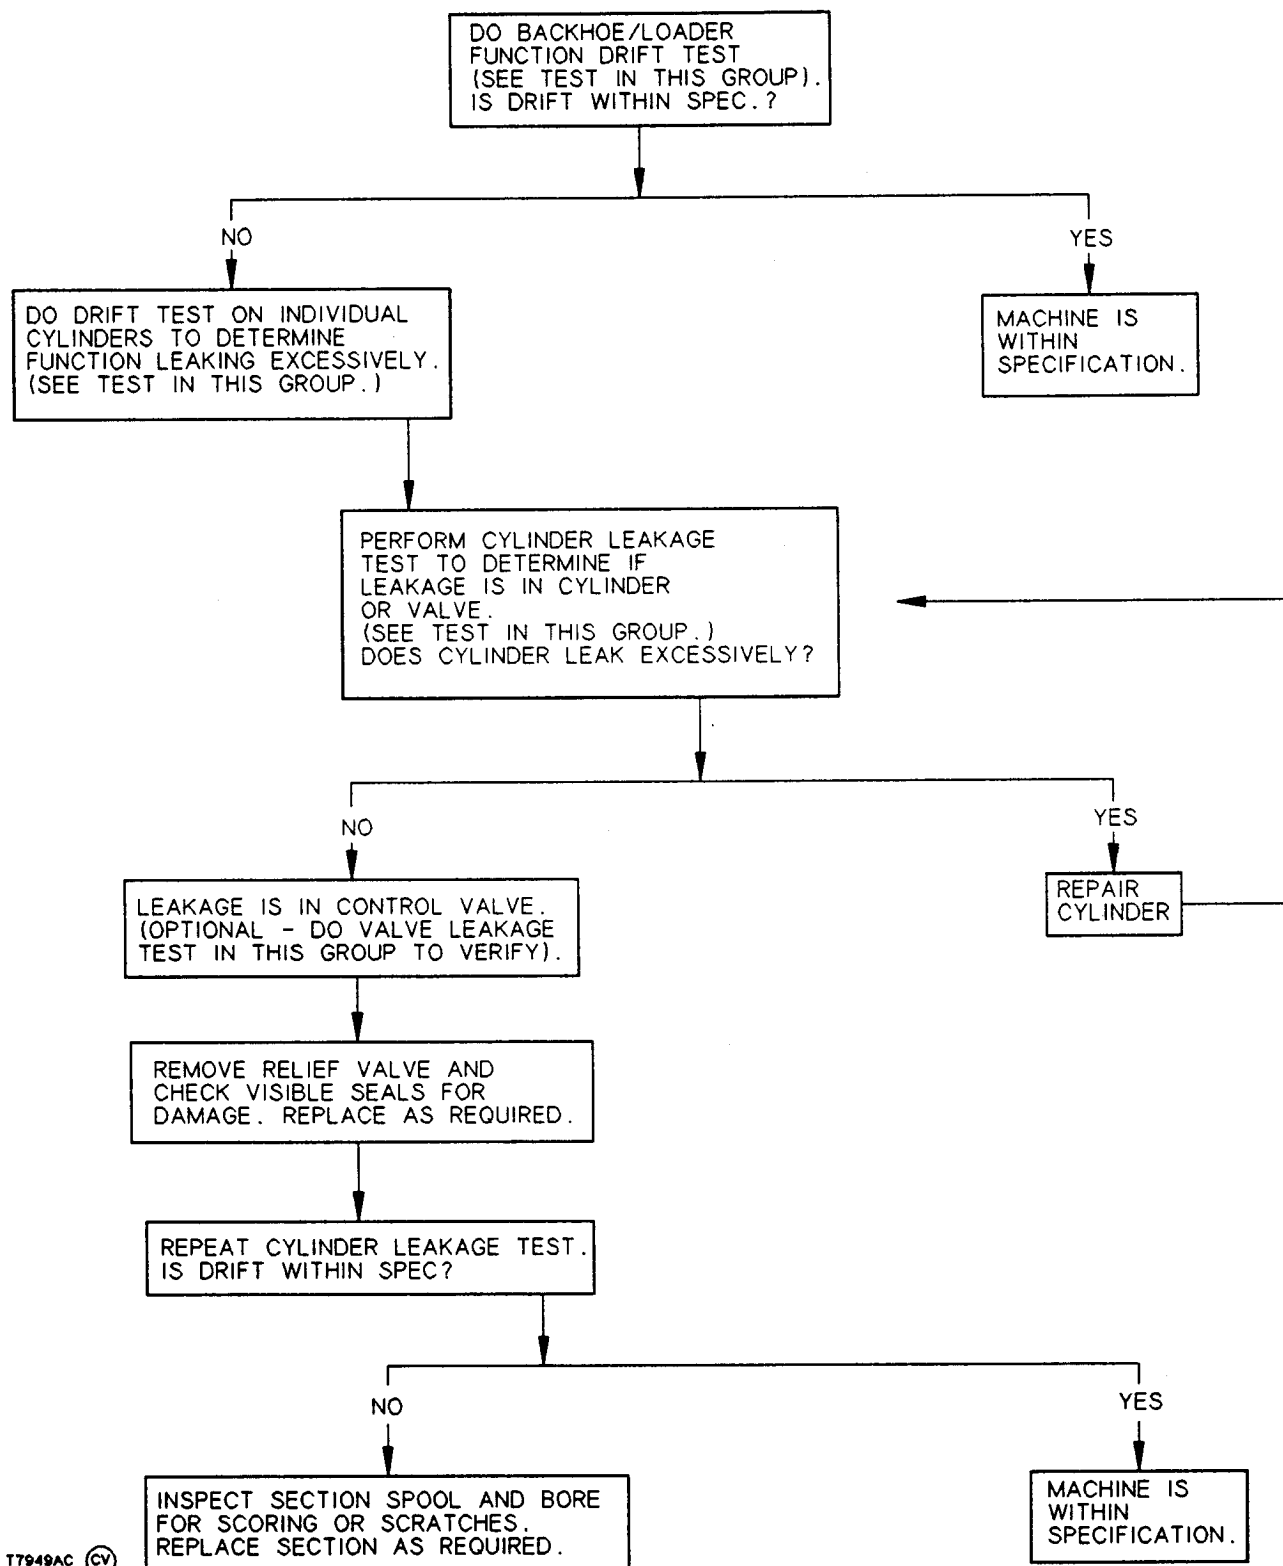 DO BACKHOE/LOADER
FUNCTION DRIFT TEST
(SEE TEST IN THIS GROUP).
IS DRIFT WITHIN SPEC.?
NO
YES
DO DRIFT TEST ON INDIVIDUAL
CYLINDERS TO DETERMINE
FUNCTION LEAKING EXCESSIVELY.
(SEE TEST IN THIS GROUP.)
MACHINE IS
WITHIN
SPECIFICATION.
PERFORM CYLINDER LEAKAGE
TEST TO DETERMINE IF
LEAKAGE IS IN CYLINDER
OR VALVE.
(SEE TEST IN THIS GROUP.)
DOES CYLINDER LEAK EXCESSIVELY?
NO
YES
LEAKAGE IS IN CONTROL VALVE.
(OPTIONAL - DO VALVE LEAKAGE
TEST IN THIS GROUP TO VERIFY).
REPAIR
CYLINDER
REMOVE RELIEF VALVE AND
CHECK VISIBLE SEALS FOR
DAMAGE. REPLACE AS REQUIRED.
REPEAT CYLINDER LEAKAGE TEST.
IS DRIFT WITHIN SPEC?
NO
YES
INSPECT SECTION SPOOL AND BORE
FOR SCORING OR SCRATCHES.
REPLACE SECTION AS REQUIRED.
MACHINE IS
WITHIN
SPECIFICATION.
T7949AC CV